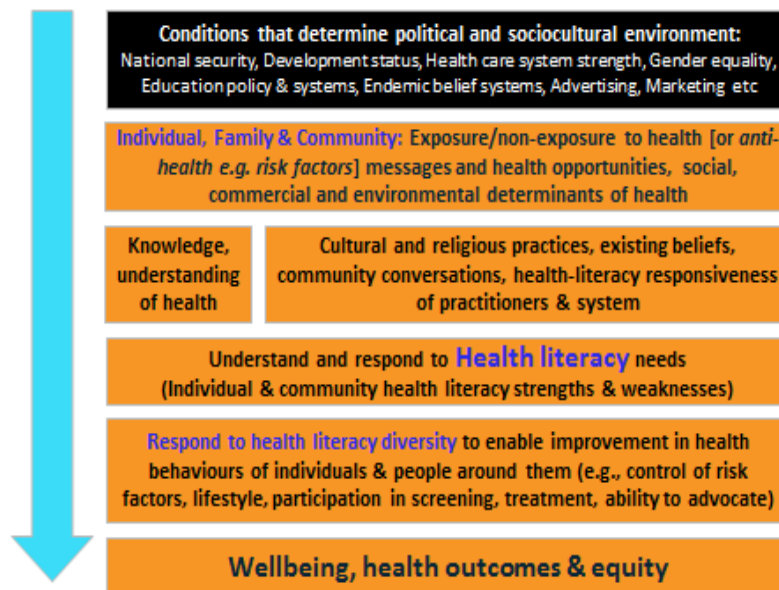 Conditions that determine political and sociocultural environment:
National security, Development status, Health care system strength, Gender equality,
Education policy & systems, Endemic belief systems, Advertising, Marketing etc
Individual, Family & Community: Exposure/non-exposure to health [or anti-
health e.g. risk factors] messages and health opportunities, social,
commercial and environmental determinants of health
Knowledge,
understanding
of health
Cultural and religious practices, existing beliefs,
community conversations, health-literacy responsiveness
of practitioners & system
Understand and respond to Health literacy needs
(Individual & community health literacy strengths & weaknesses)
Respond to health literacy diversity to enable improvement in health
behaviours of individuals & people around them (e.g., control of risk
factors, lifestyle, participation in screening, treatment, ability to advocate)
Wellbeing, health outcomes & equity